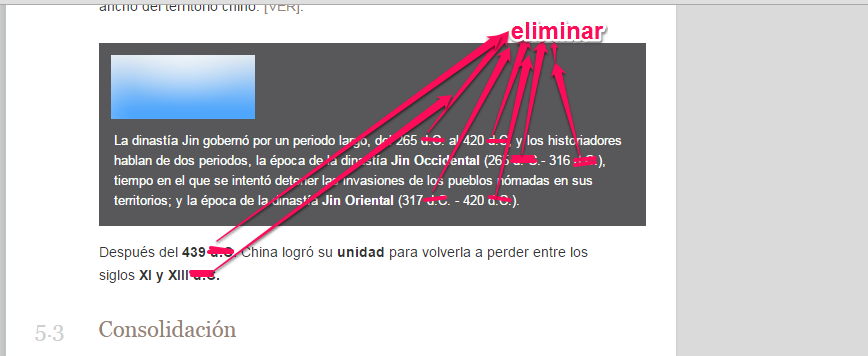 ancho del territorio chino. [VER].
eliminar
La dinastía Jin gobernó por un periodo largo, del 265 d.C. al 420 d.C. y los historiadores
hablan de dos periodos, la época de la dinastía Jin Occidental (265 d.C.- 316 d.C.),
tiempo en el que se intentó detener las invasiones de los pueblos nómadas en sus
territorios; y la época de la dinastía Jin Oriental (317 d.C. - 420 d.C.).
Después del 439 d.C. China logró su unidad para volverla a perder entre los
siglos XI y XIII d.C.
5.3 Consolidación